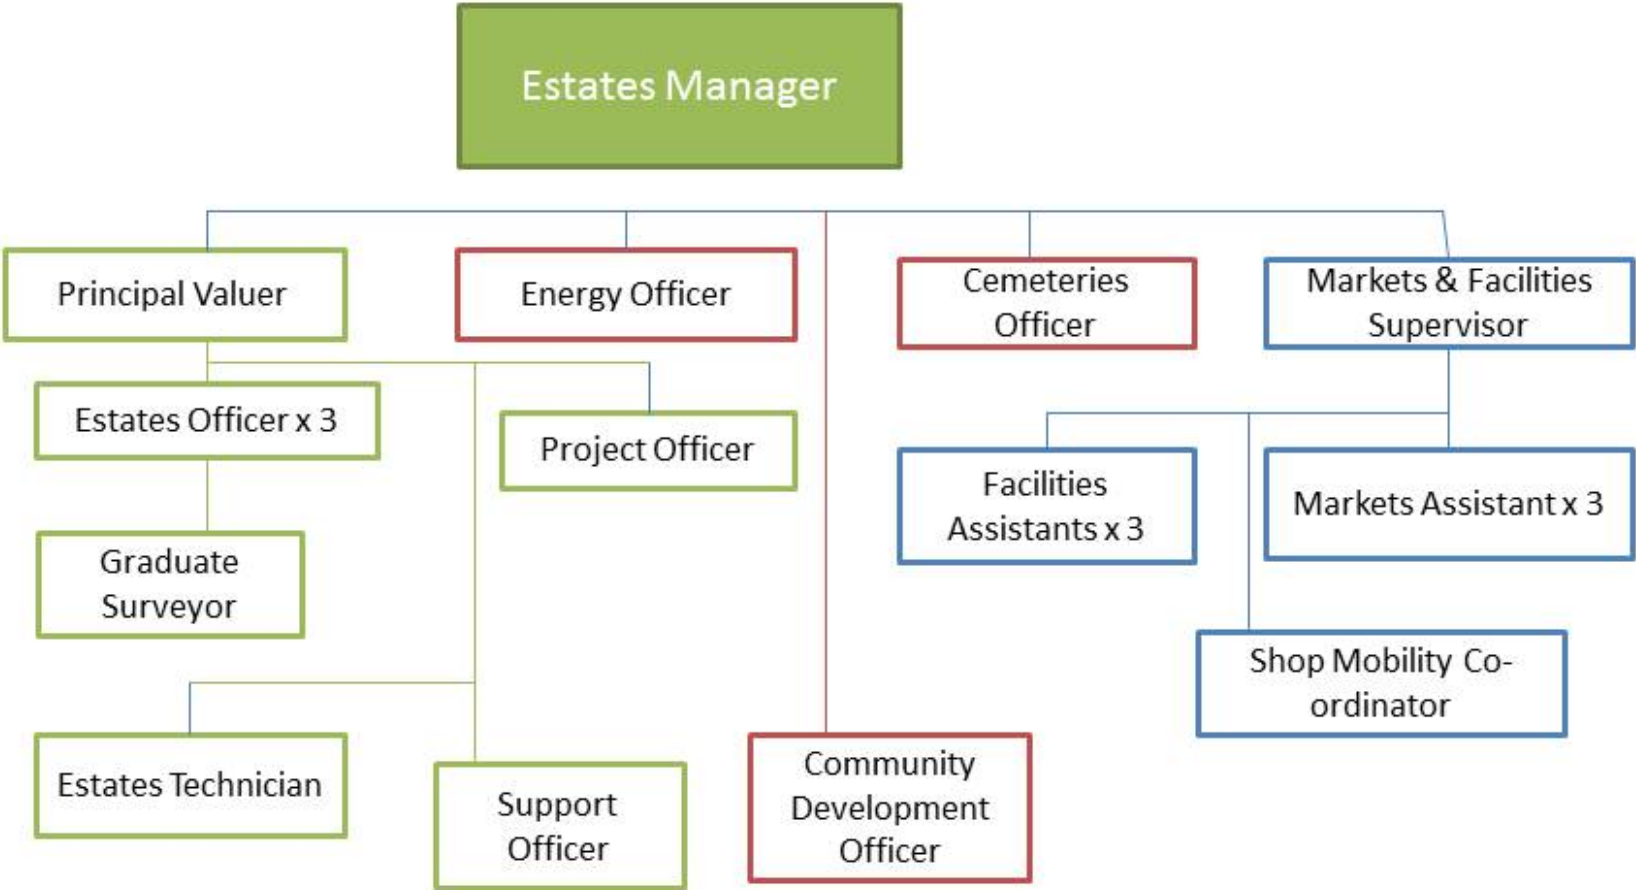 Estates Manager
Principal Valuer
Energy Officer
Cemeteries
Officer
Markets & Facilities
Supervisor
Estates Officer x 3
Project Officer
Facilities
Assistants x 3
Markets Assistant x 3
Graduate
Surveyor
Shop Mobility Co-
ordinator
Estates Technician
Support
Officer
Community
Development
Officer